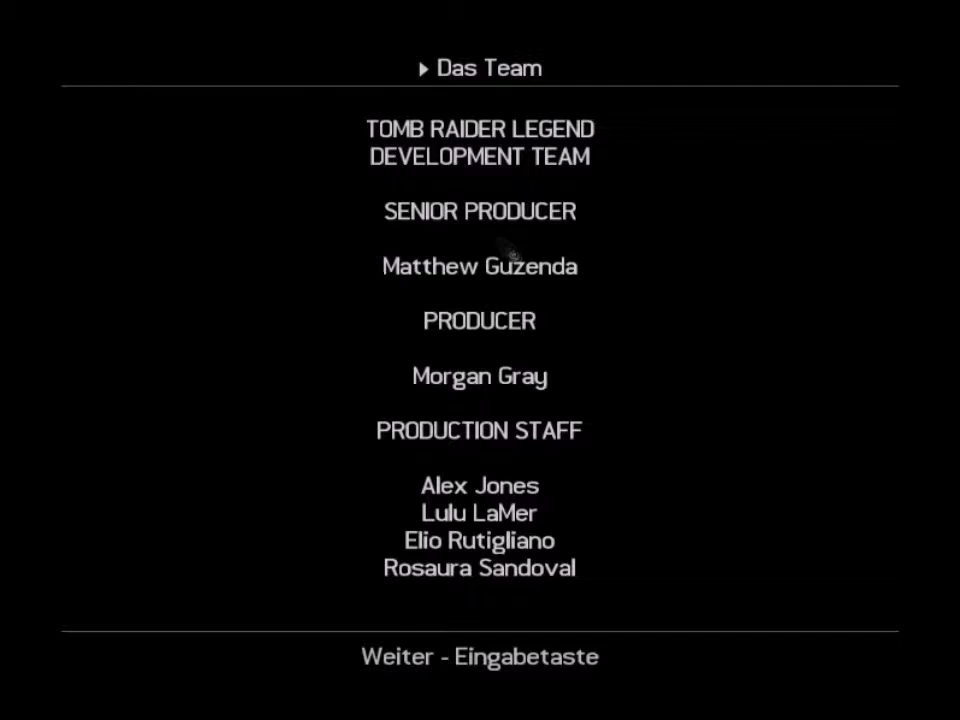 Das Team
TOMB RAIDER LEGEND
DEVELOPMENT TEAM
SENIOR PRODUCER
Matthew Guzenda
PRODUCER
Morgan Gray
PRODUCTION STAFF
Alex Jones
Lulu LaMer
Elio Rutigliano
Rosaura Sandoval
Weiter - Eingabetaste